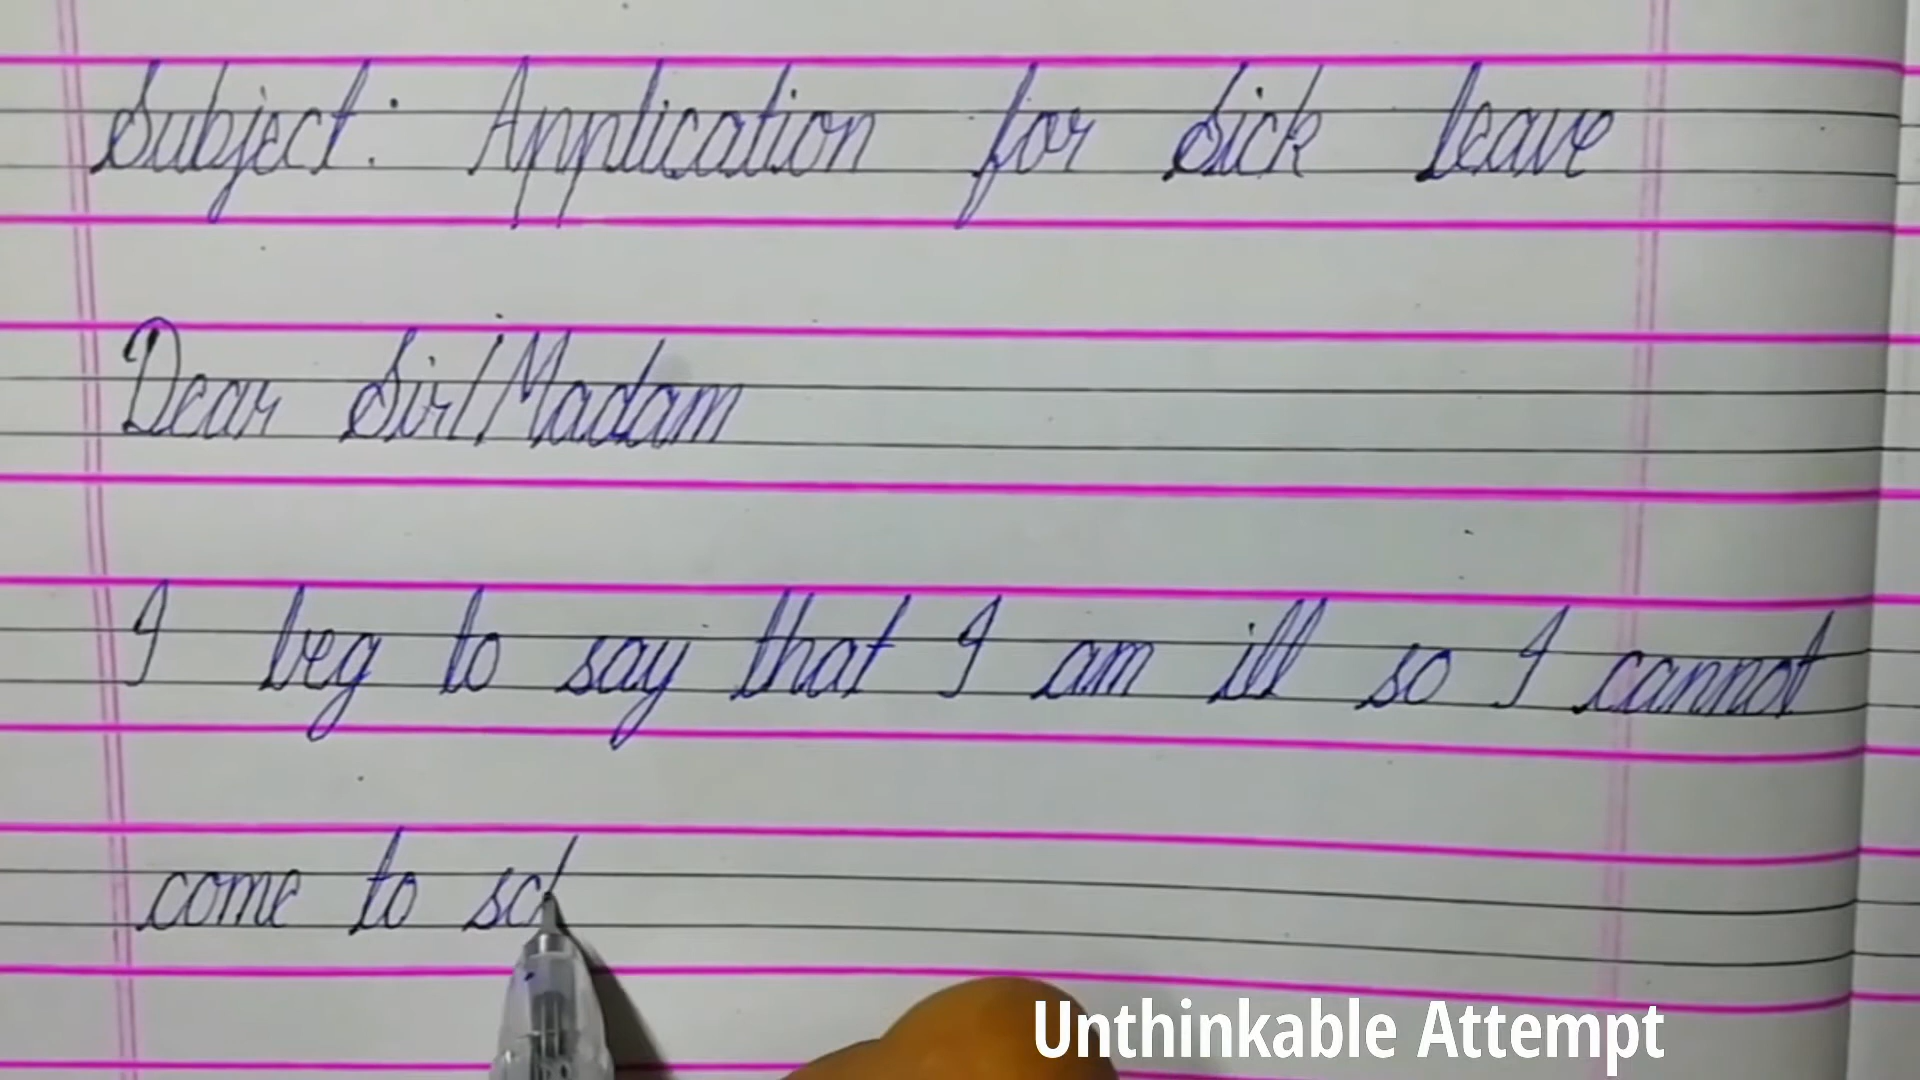 Subject: Application for Sick leave
Dear Sir/Madam
I beg to say that I am ill so I cannot
come to sch
Unthinkable Attempt